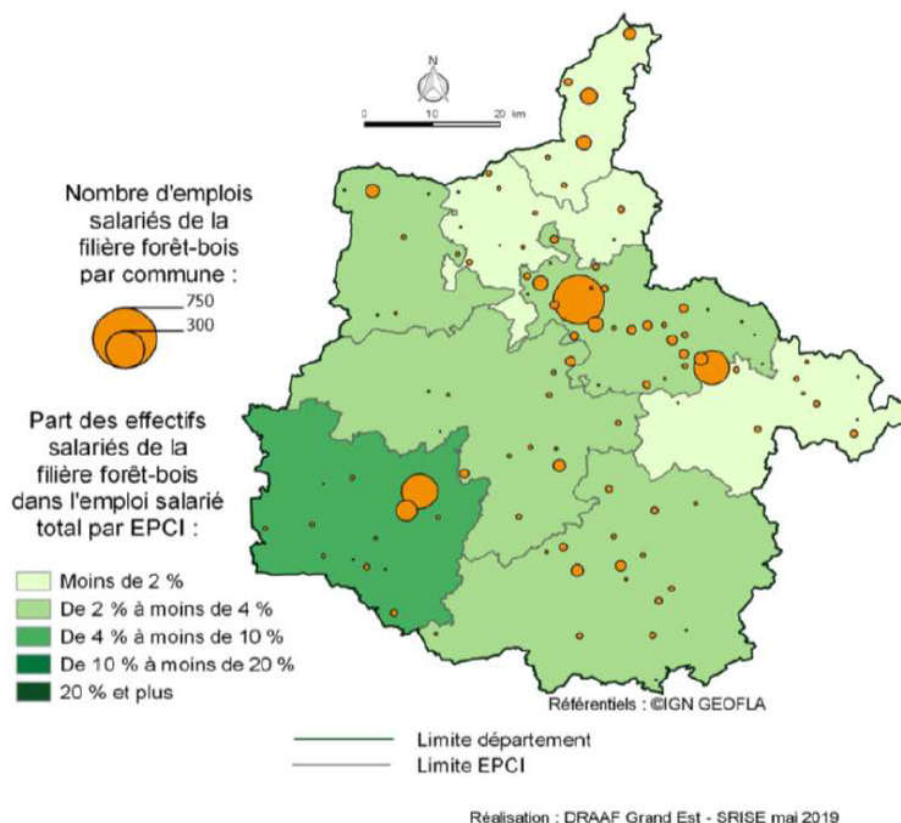 N
0 10 20 km
Nombre d'emplois
salariés de la
filière forêt-bois
par commune :
750
300
Part des effectifs
salariés de la
filière forêt-bois
dans l'emploi salarié
total par EPCI :
Moins de 2 %
De 2 % à moins de 4 %
De 4 % à moins de 10 %
De 10 % à moins de 20 %
20 % et plus
Référentiels : ©IGN GEOFLA
Limite département
Limite EPCI
Réalisation : DRAAF Grand Est - SRISE mai 2019